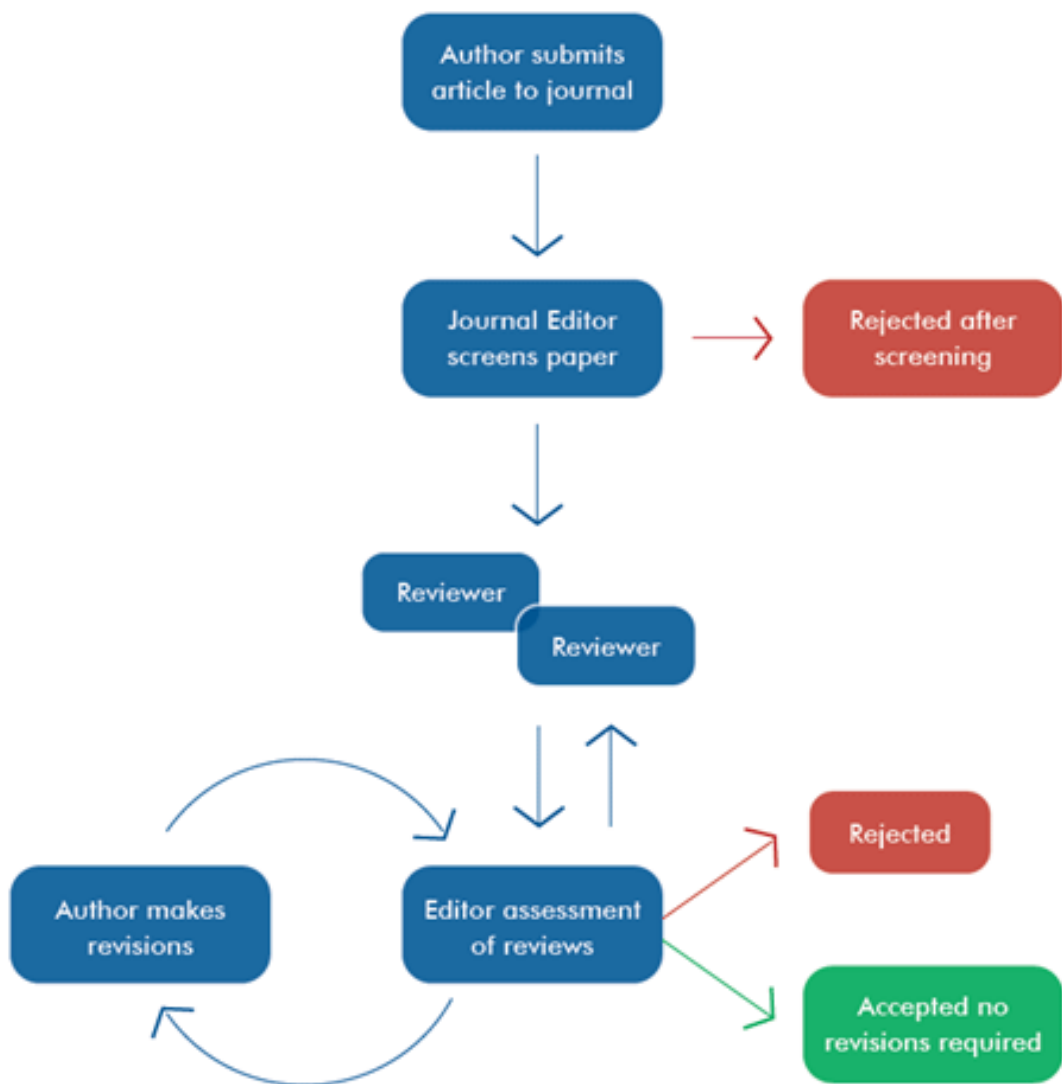 Author submits
article to journal
Journal Editor
screens paper
Rejected after
screening
Reviewer
Reviewer
Rejected
Author makes
revisions
Editor assessment
of reviews
Accepted no
revisions required